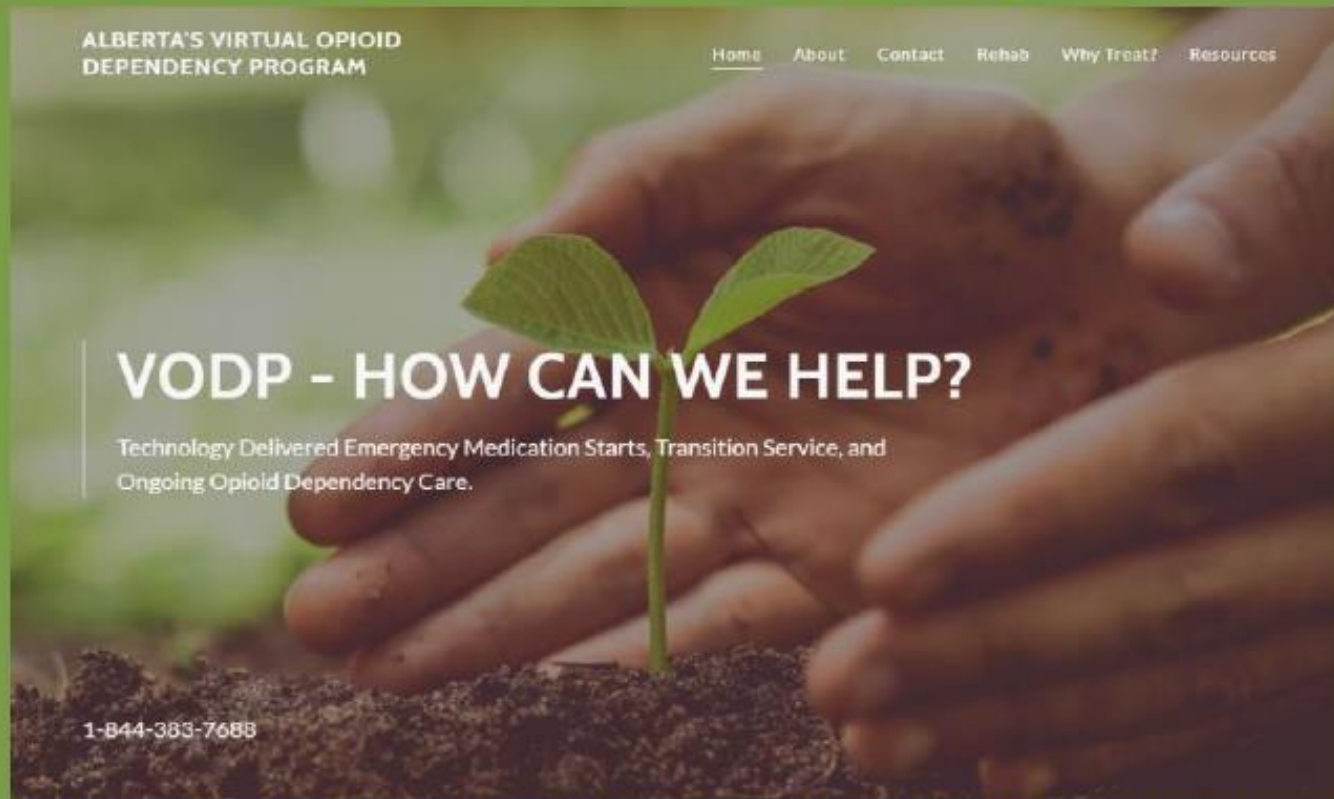 ALBERTA'S VIRTUAL OPIOID
DEPENDENCY PROGRAM
Home About Contact Rehab Why Treat? Resources
VODP - HOW CAN WE HELP?
Technology Delivered Emergency Medication Starts, Transition Service, and
Ongoing Opioid Dependency Care.
1-844-383-7688